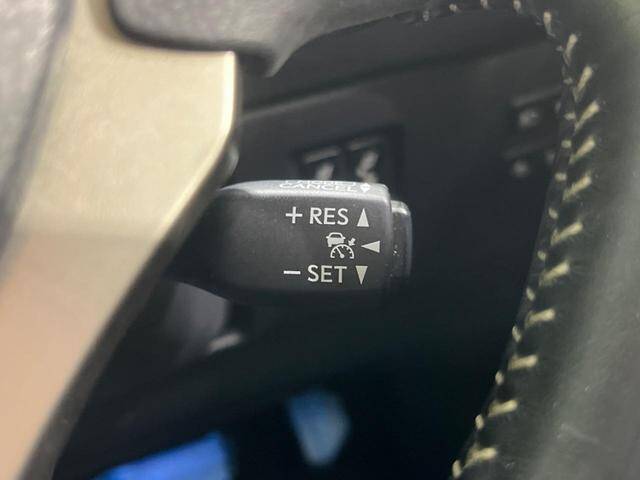 CANCEL
+ RES ▲
− SET ▼